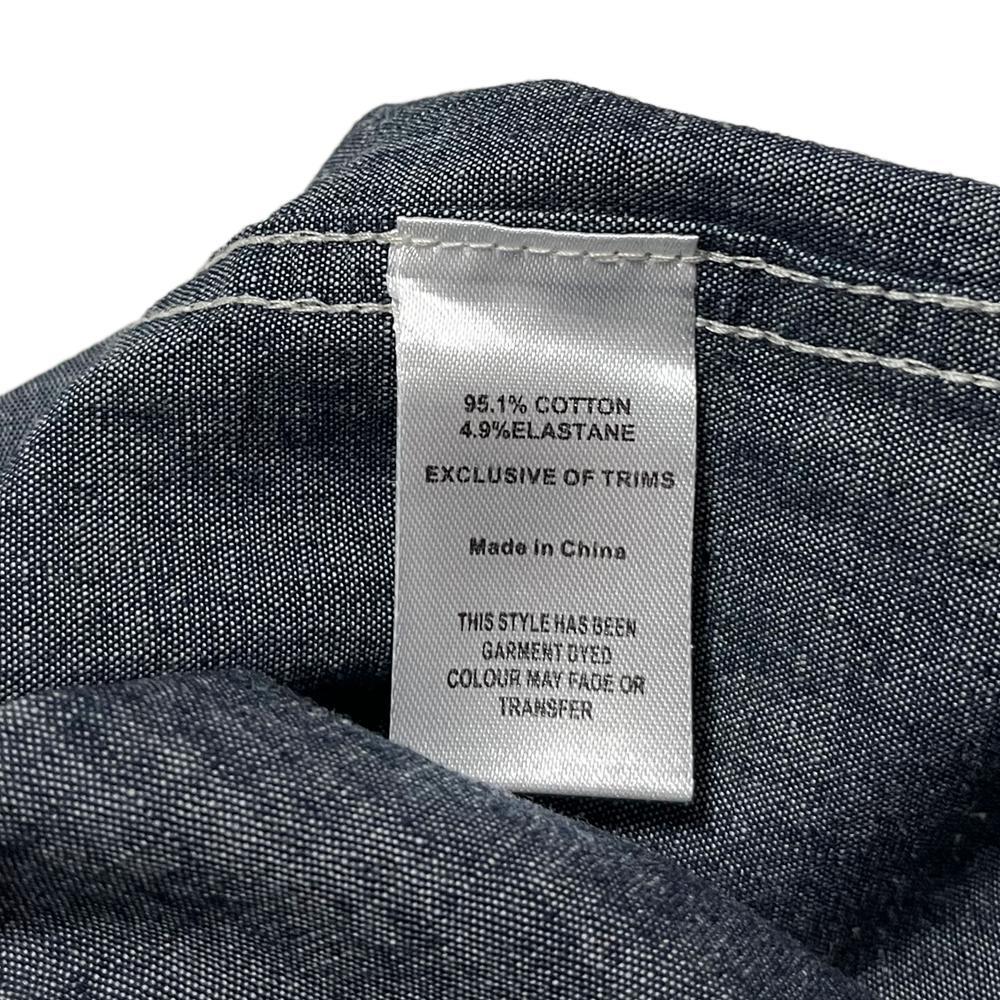 95.1% COTTON
4.9%ELASTANE
EXCLUSIVE OF TRIMS
Made in China
THIS STYLE HAS BEEN
GARMENT DYED
COLOUR MAY FADE OR
TRANSFER